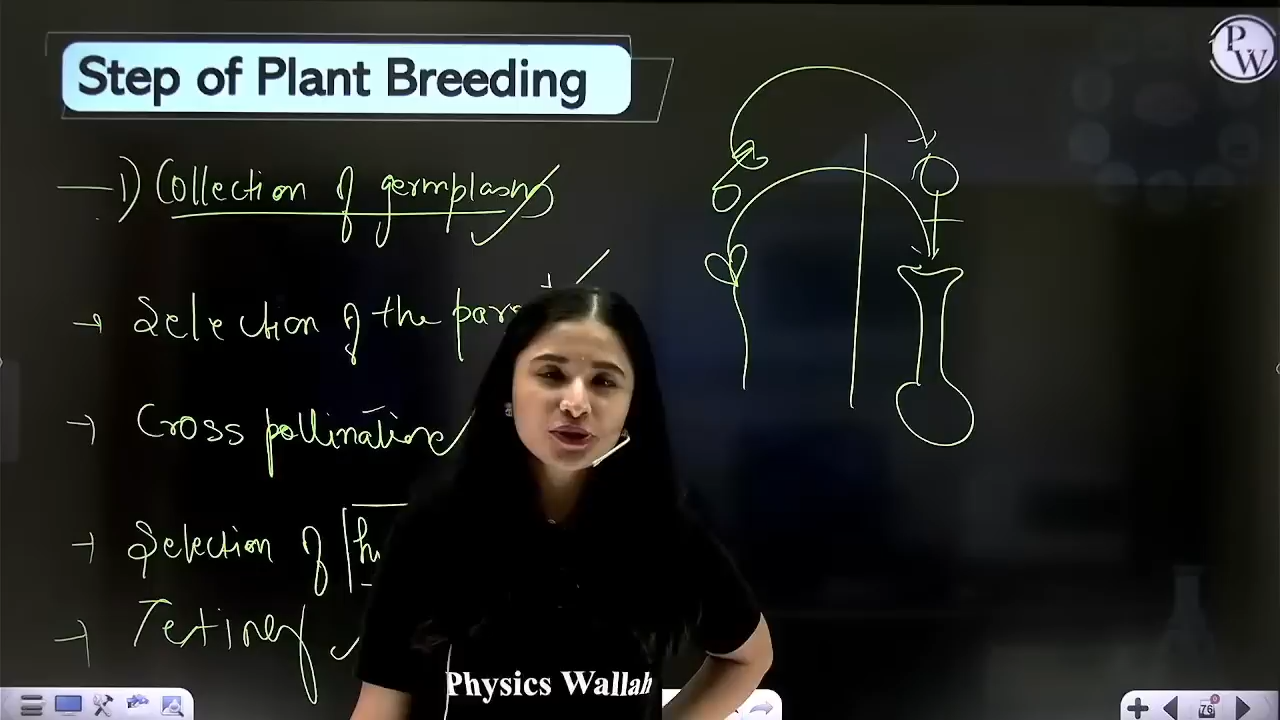 Step of Plant Breeding
PW
1) Collection of germplasm
→ Selection of the
→ Cross pollination
→ Selection of
→ Testing
Physics Wallah
76